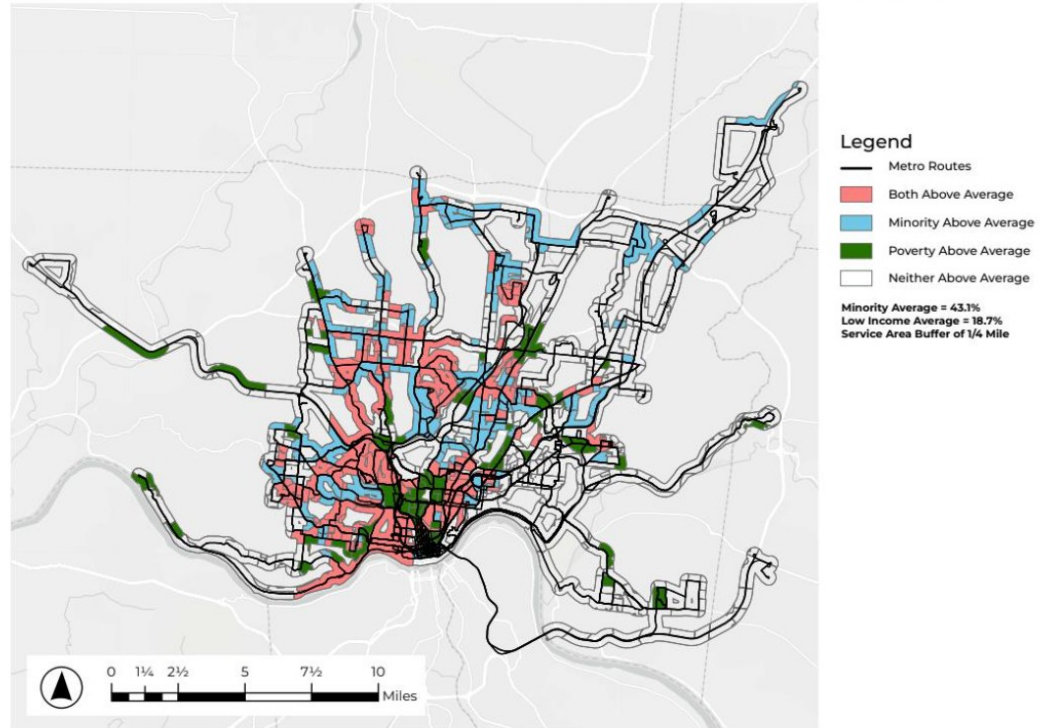 Legend
Metro Routes
Both Above Average
Minority Above Average
Poverty Above Average
Neither Above Average
Minority Average = 43.1%
Low Income Average = 18.7%
Service Area Buffer of 1/4 Mile
0 1¼ 2½ 5 7½ 10
Miles